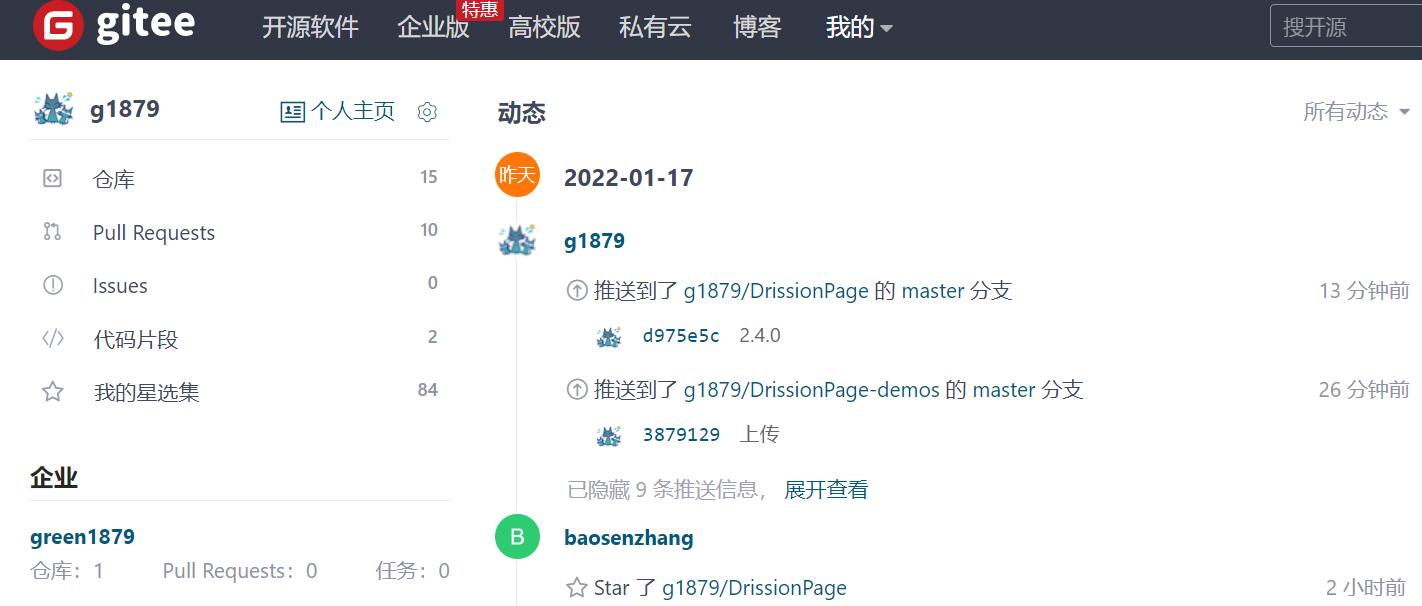 gitee
开源软件 企业版 特惠 高校版 私有云 博客 我的 搜开源
g1879 个人主页
仓库 15
Pull Requests 10
Issues 0
代码片段 2
我的星选集 84
企业
green1879
仓库：1 Pull Requests：0 任务：0
动态 所有动态
昨天 2022-01-17
g1879
推送到了 g1879/DrissionPage 的 master 分支 13 分钟前
d975e5c 2.4.0
推送到了 g1879/DrissionPage-demos 的 master 分支 26 分钟前
3879129 上传
已隐藏 9 条推送信息， 展开查看
B baosenzhang
Star 了 g1879/DrissionPage 2 小时前